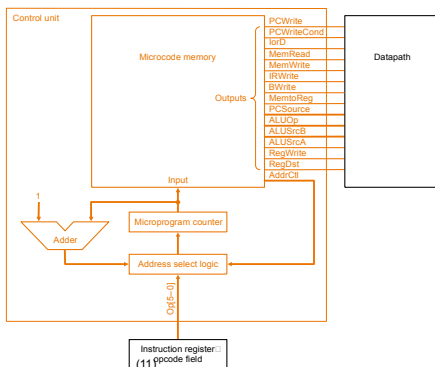 Control unit
PCWrite
PCWriteCond
IorD
MemRead
MemWrite
IRWrite
BWrite
MemtoReg
PCSource
ALUOp
ALUSrcB
ALUSrcA
RegWrite
RegDst
AddrCtl
Microcode memory
Outputs
Input
Datapath
1
Microprogram counter
Adder
Address select logic
Op[5–0]
Instruction register
opcode field
(11)